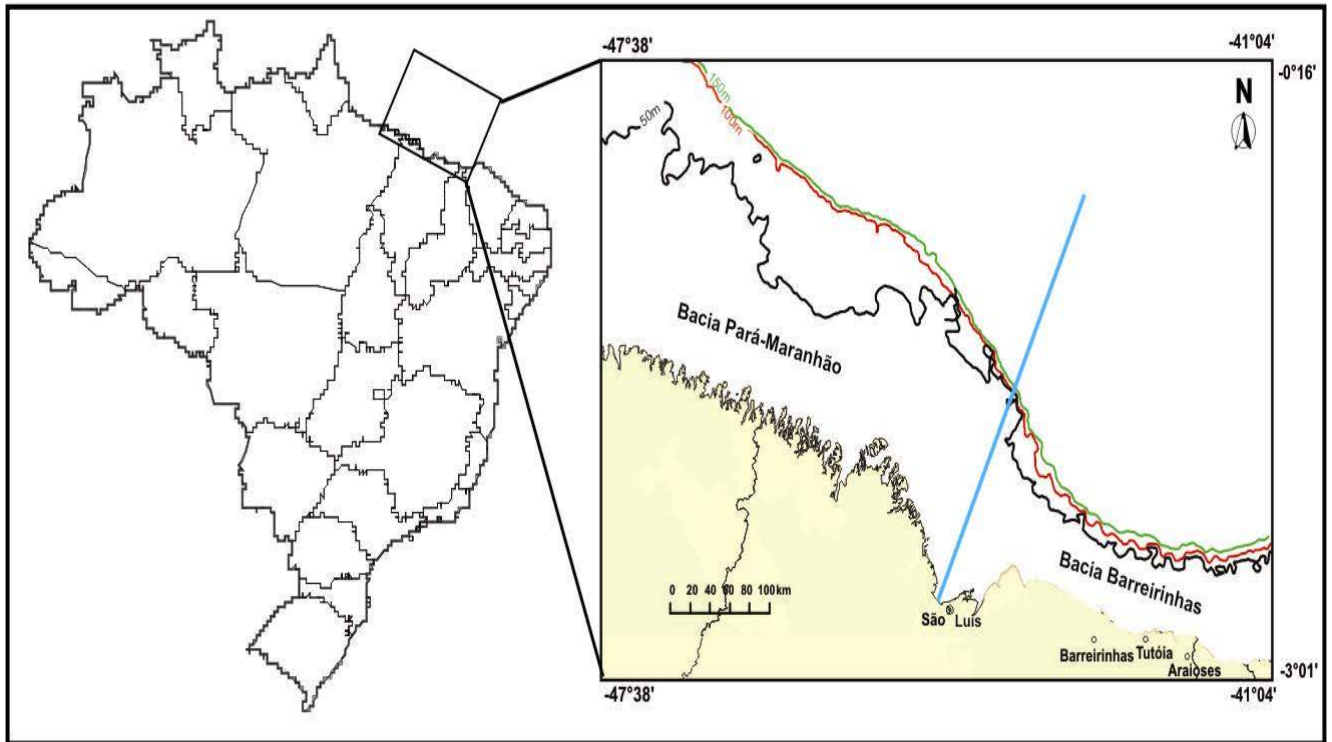 -47°38'
-41°04'
-0°16'
N
150m
100m
50m
Bacia Pará-Maranhão
Bacia Barreirinhas
0 20 40 60 80 100km
São Luís
Barreirinhas
Tutóia
Araioses
-3°01'
-47°38'
-41°04'